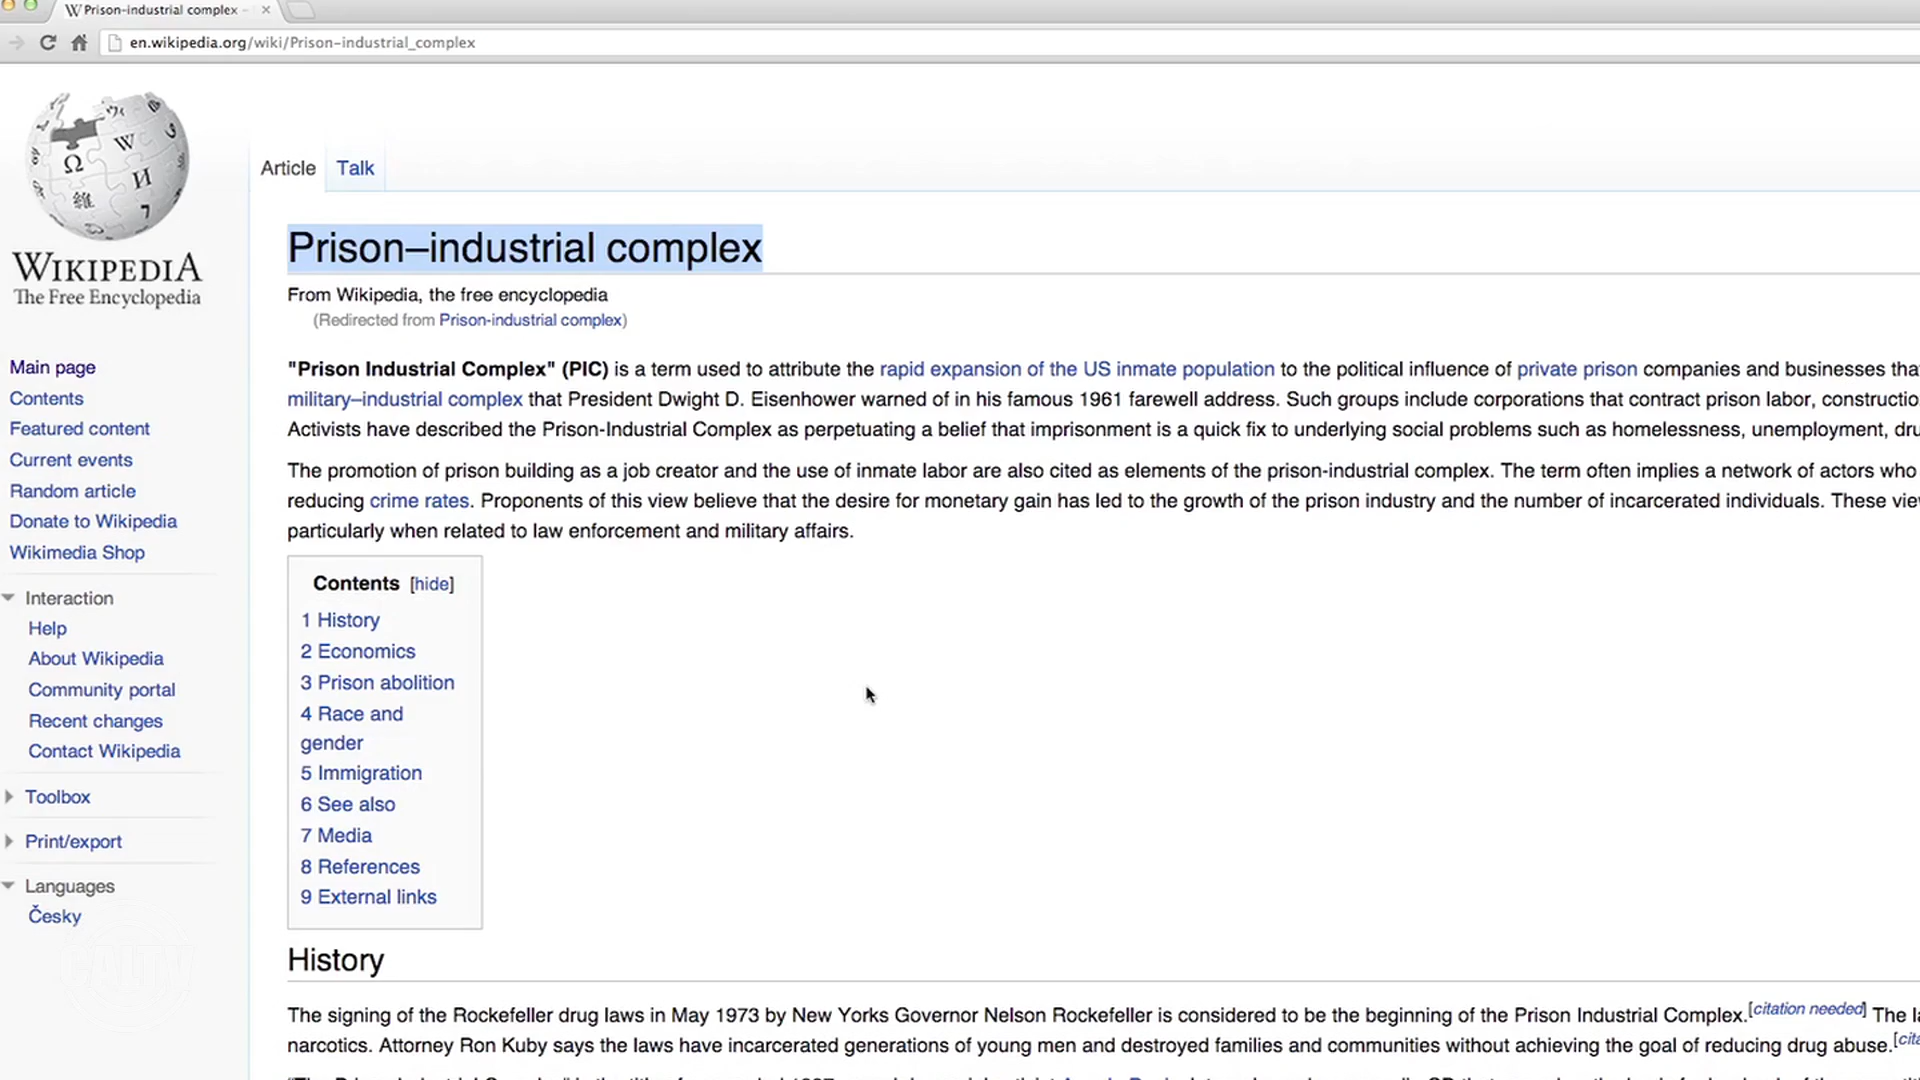 Prison–industrial complex -
en.wikipedia.org/wiki/Prison-industrial_complex
WIKIPEDIA
The Free Encyclopedia
Main page
Contents
Featured content
Current events
Random article
Donate to Wikipedia
Wikimedia Shop
Interaction
Help
About Wikipedia
Community portal
Recent changes
Contact Wikipedia
Toolbox
Print/export
Languages
Česky
CALTV
Article Talk
Prison–industrial complex
From Wikipedia, the free encyclopedia
(Redirected from Prison-industrial complex)
"Prison Industrial Complex" (PIC) is a term used to attribute the rapid expansion of the US inmate population to the political influence of private prison companies and businesses tha
military–industrial complex that President Dwight D. Eisenhower warned of in his famous 1961 farewell address. Such groups include corporations that contract prison labor, constructio
Activists have described the Prison-Industrial Complex as perpetuating a belief that imprisonment is a quick fix to underlying social problems such as homelessness, unemployment, dru
The promotion of prison building as a job creator and the use of inmate labor are also cited as elements of the prison-industrial complex. The term often implies a network of actors who
reducing crime rates. Proponents of this view believe that the desire for monetary gain has led to the growth of the prison industry and the number of incarcerated individuals. These vie
particularly when related to law enforcement and military affairs.
Contents [hide]
1 History
2 Economics
3 Prison abolition
4 Race and
gender
5 Immigration
6 See also
7 Media
8 References
9 External links
History
The signing of the Rockefeller drug laws in May 1973 by New Yorks Governor Nelson Rockefeller is considered to be the beginning of the Prison Industrial Complex.[citation needed] The la
narcotics. Attorney Ron Kuby says the laws have incarcerated generations of young men and destroyed families and communities without achieving the goal of reducing drug abuse.[cita